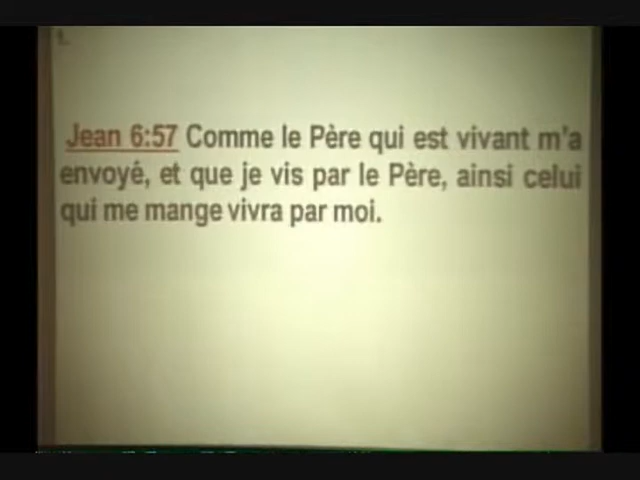 Jean 6:57 Comme le Père qui est vivant m'a
envoyé, et que je vis par le Père, ainsi celui
qui me mange vivra par moi.